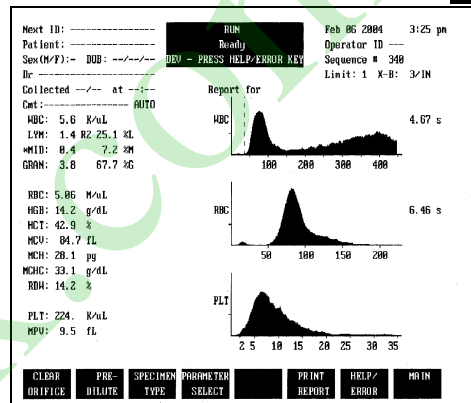 Next ID: -----------------
Patient: -----------------
Sex(M/F):- DOB: --/--/--
Dr -----------------
Collected --/-- at --:--
Cmt:----------------- AUTO
RUN
Ready
DEV - PRESS HELP/ERROR KEY
Feb 06 2004 3:25 pm
Operator ID ---
Sequence # 340
Limit: 1 X-B: 3/IN
Report for
WBC: 5.6 K/uL
LYM: 1.4 R2 25.1 %L
*MID: 0.4 7.2 %M
GRAN: 3.8 67.7 %G
RBC: 5.06 M/uL
HGB: 14.2 g/dL
HCT: 42.9 %
MCV: 84.7 fL
MCH: 28.1 pg
MCHC: 33.1 g/dL
RDW: 14.2 %
PLT: 224. K/uL
MPV: 9.5 fL
WBC 4.67 s
100 200 300 400
RBC 6.46 s
50 100 150 200
PLT
2 5 10 15 20 25 30 35
CLEAR ORIFICE
PRE- DILUTE
SPECIMEN TYPE
PARAMETER SELECT
PRINT REPORT
HELP/ ERROR
MAIN